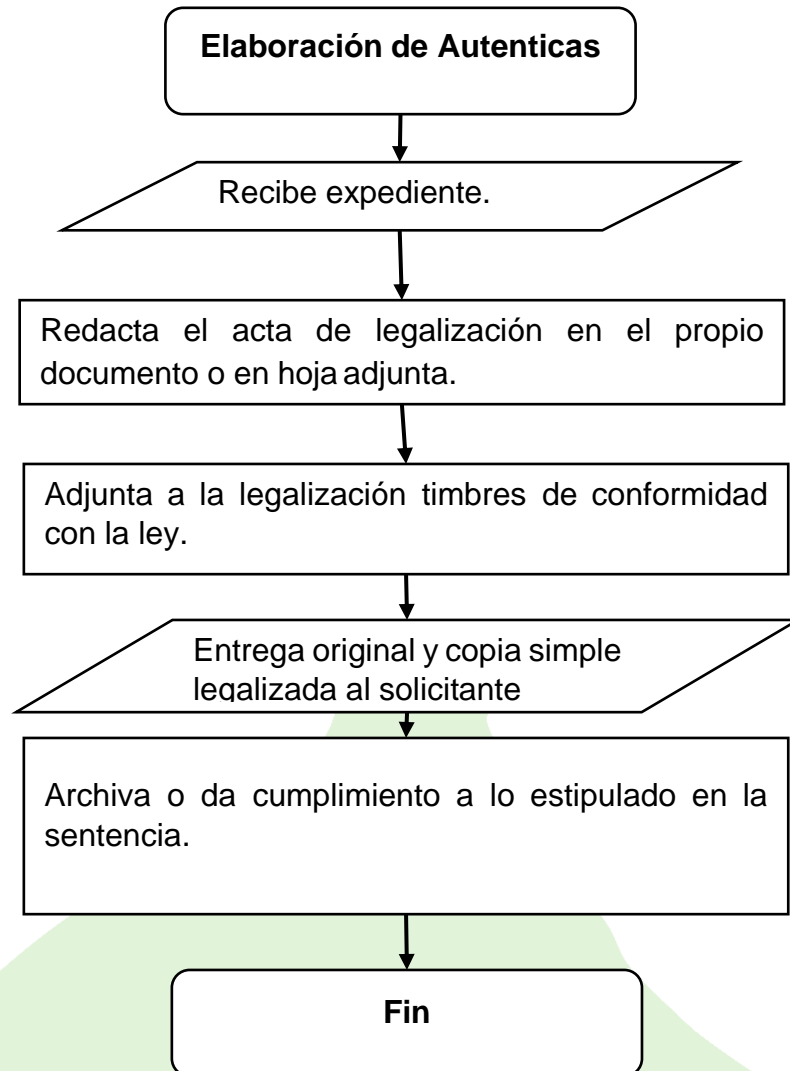 Elaboración de Autenticas
Recibe expediente.
Redacta el acta de legalización en el propio
documento o en hoja adjunta.
Adjunta a la legalización timbres de conformidad
con la ley.
Entrega original y copia simple
legalizada al solicitante
Archiva o da cumplimiento a lo estipulado en la
sentencia.
Fin